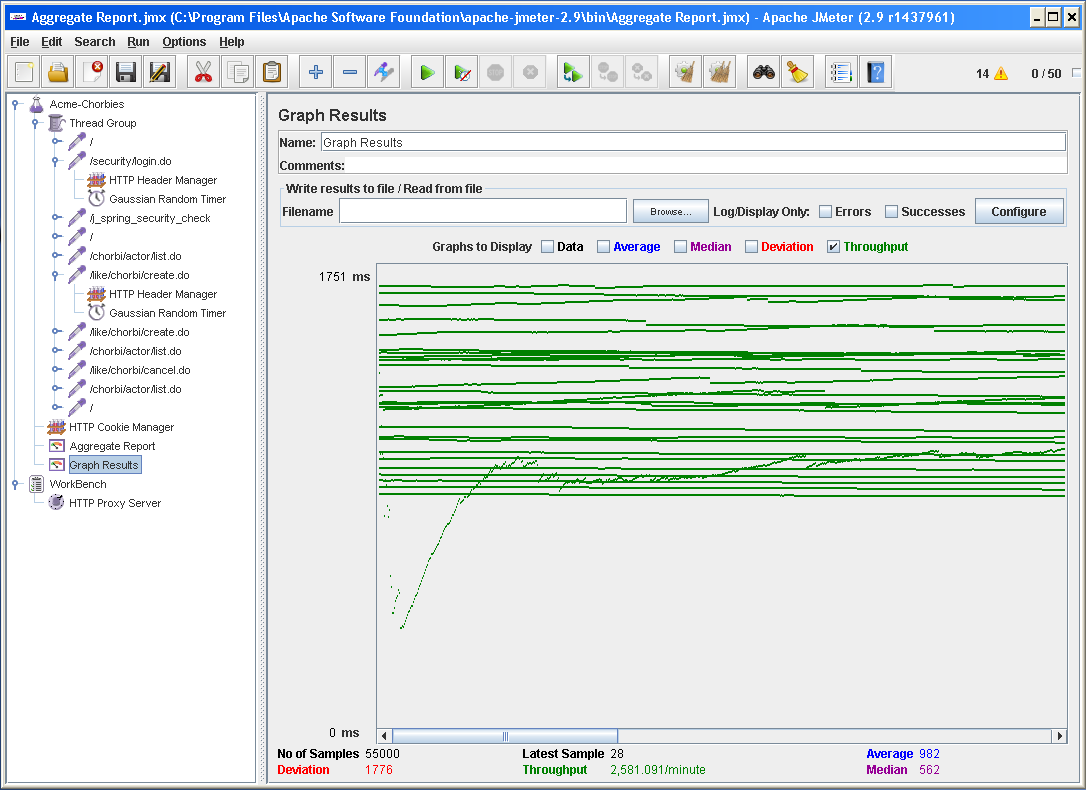 Aggregate Report.jmx (C:\Program Files\Apache Software Foundation\apache-jmeter-2.9\bin\Aggregate Report.jmx) - Apache JMeter (2.9 r1437961)
File Edit Search Run Options Help
14 0 / 50
Acme-Chorbies
Thread Group
/
/security/login.do
HTTP Header Manager
Gaussian Random Timer
/j_spring_security_check
/
/chorbi/actor/list.do
/like/chorbi/create.do
HTTP Header Manager
Gaussian Random Timer
/like/chorbi/create.do
/chorbi/actor/list.do
/like/chorbi/cancel.do
/chorbi/actor/list.do
/
HTTP Cookie Manager
Aggregate Report
Graph Results
WorkBench
HTTP Proxy Server
Graph Results
Name: Graph Results
Comments:
Write results to file / Read from file
Filename Browse... Log/Display Only: Errors Successes Configure
Graphs to Display Data Average Median Deviation Throughput
1751 ms
0 ms
No of Samples 55000 Latest Sample 28 Average 982
Deviation 1776 Throughput 2,581.091/minute Median 562